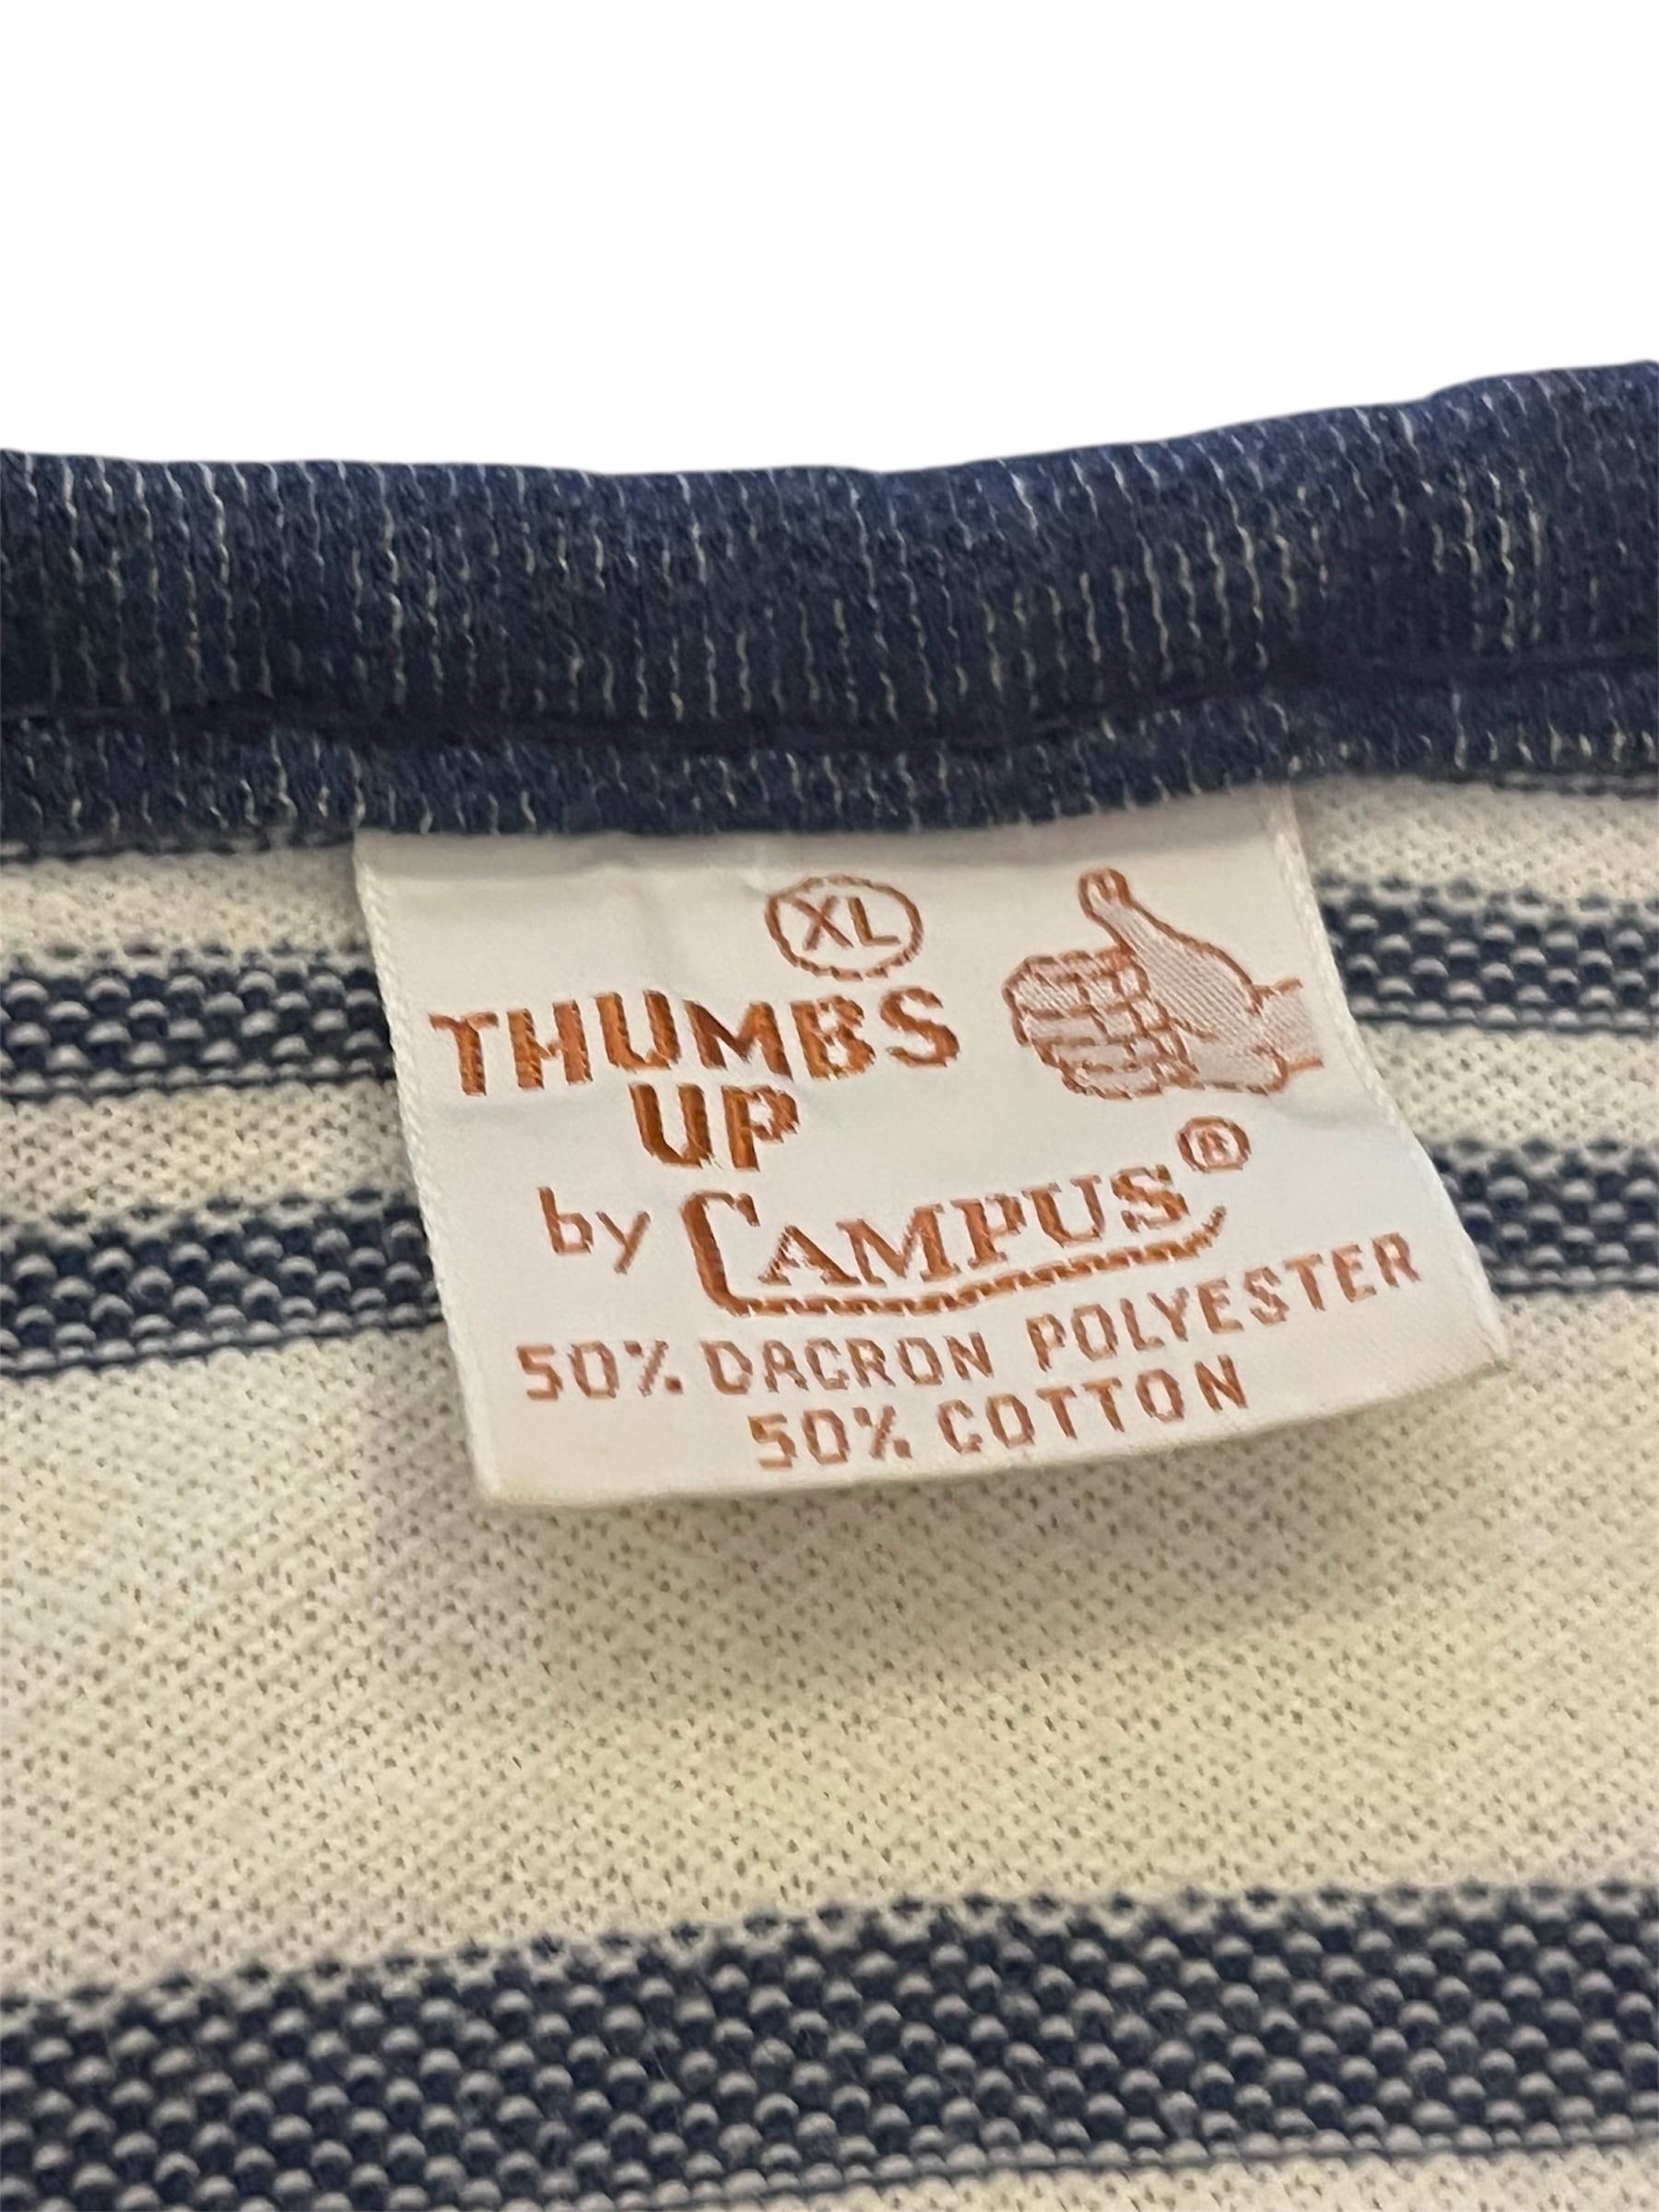 XL
THUMBS
UP
by CAMPUS®
50% DACRON POLYESTER
50% COTTON